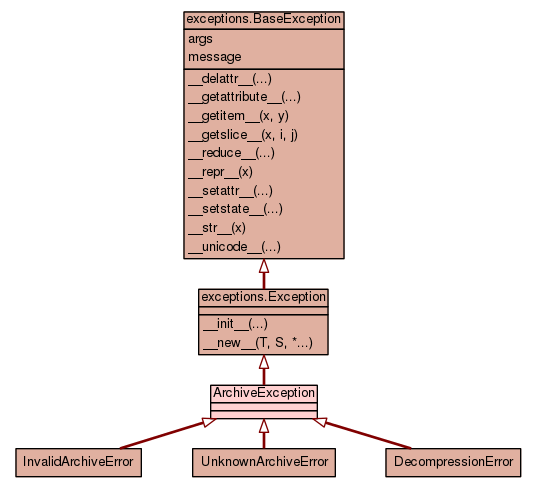 exceptions.BaseException
args
message
__delattr__(...)
__getattribute__(...)
__getitem__(x, y)
__getslice__(x, i, j)
__reduce__(...)
__repr__(x)
__setattr__(...)
__setstate__(...)
__str__(x)
__unicode__(...)
exceptions.Exception
__init__(...)
__new__(T, S, *...)
ArchiveException
InvalidArchiveError
UnknownArchiveError
DecompressionError